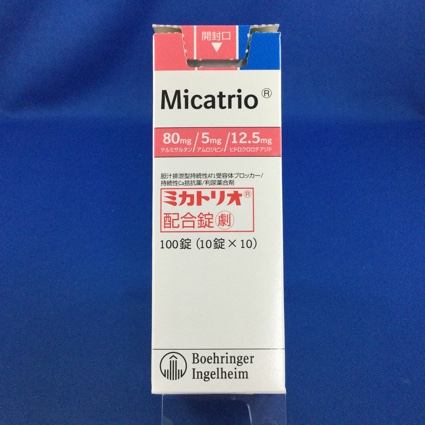 開封口
Micatrio®
80mg/5mg/12.5mg
テルミサルタン アムロジピン ヒドロクロロチアジド
胆汁排泄型持続性AT₁受容体ブロッカー/
持続性Ca拮抗薬/利尿薬合剤
ミカトリオ®
配合錠 劇
100錠 (10錠×10)
Boehringer
Ingelheim